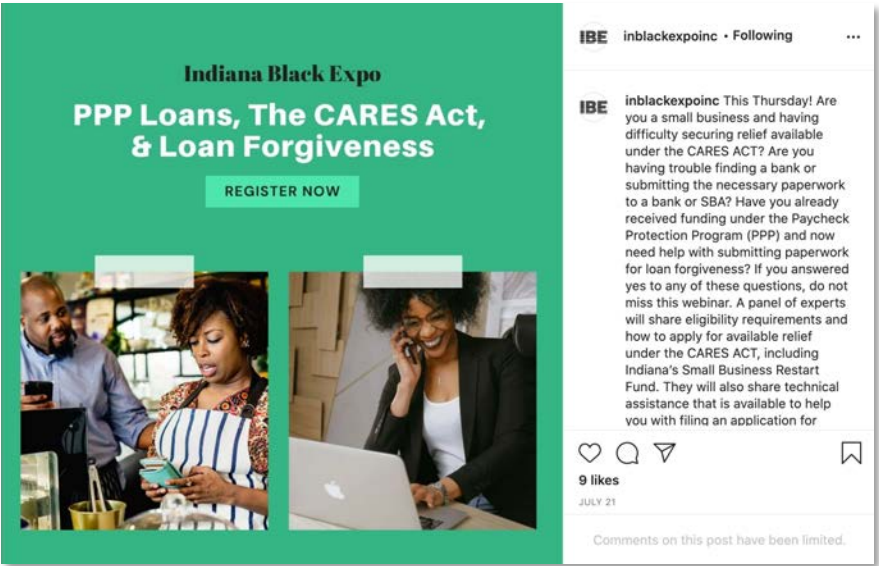 Indiana Black Expo
PPP Loans, The CARES Act,
& Loan Forgiveness
REGISTER NOW
IBE
inblackexpoinc • Following
IBE
inblackexpoinc This Thursday! Are
you a small business and having
difficulty securing relief available
under the CARES ACT? Are you
having trouble finding a bank or
submitting the necessary paperwork
to a bank or SBA? Have you already
received funding under the Paycheck
Protection Program (PPP) and now
need help with submitting paperwork
for loan forgiveness? If you answered
yes to any of these questions, do not
miss this webinar. A panel of experts
will share eligibility requirements and
how to apply for available relief
under the CARES ACT, including
Indiana's Small Business Restart
Fund. They will also share technical
assistance that is available to help
you with filing an application for
9 likes
JULY 21
Comments on this post have been limited.